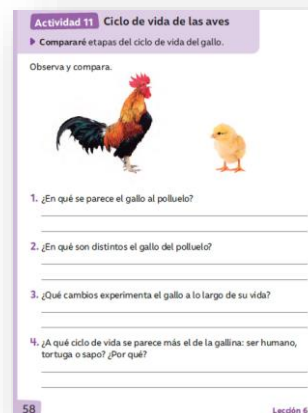 Actividad 11 Ciclo de vida de las aves
Compararé etapas del ciclo de vida del gallo.
Observa y compara.
1. ¿En qué se parece el gallo al polluelo?
2. ¿En qué son distintos el gallo del polluelo?
3. ¿Qué cambios experimenta el gallo a lo largo de su vida?
4. ¿A qué ciclo de vida se parece más el de la gallina: ser humano,
tortuga o sapo? ¿Por qué?
58
Lección 6